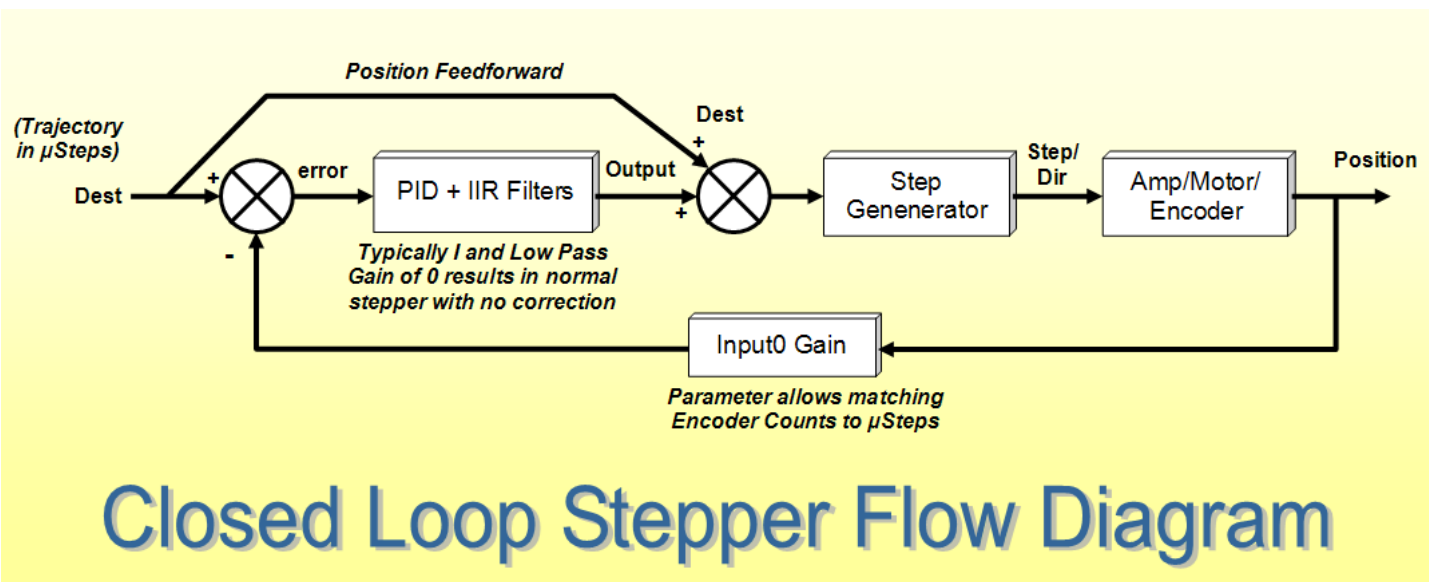 Position Feedforward
(Trajectory
in µSteps)
Dest
+
-
error
PID + IIR Filters
Typically I and Low Pass
Gain of 0 results in normal
stepper with no correction
Output
Dest
+
+
Step
Genenerator
Step/
Dir
Amp/Motor/
Encoder
Position
Input0 Gain
Parameter allows matching
Encoder Counts to µSteps
Closed Loop Stepper Flow Diagram